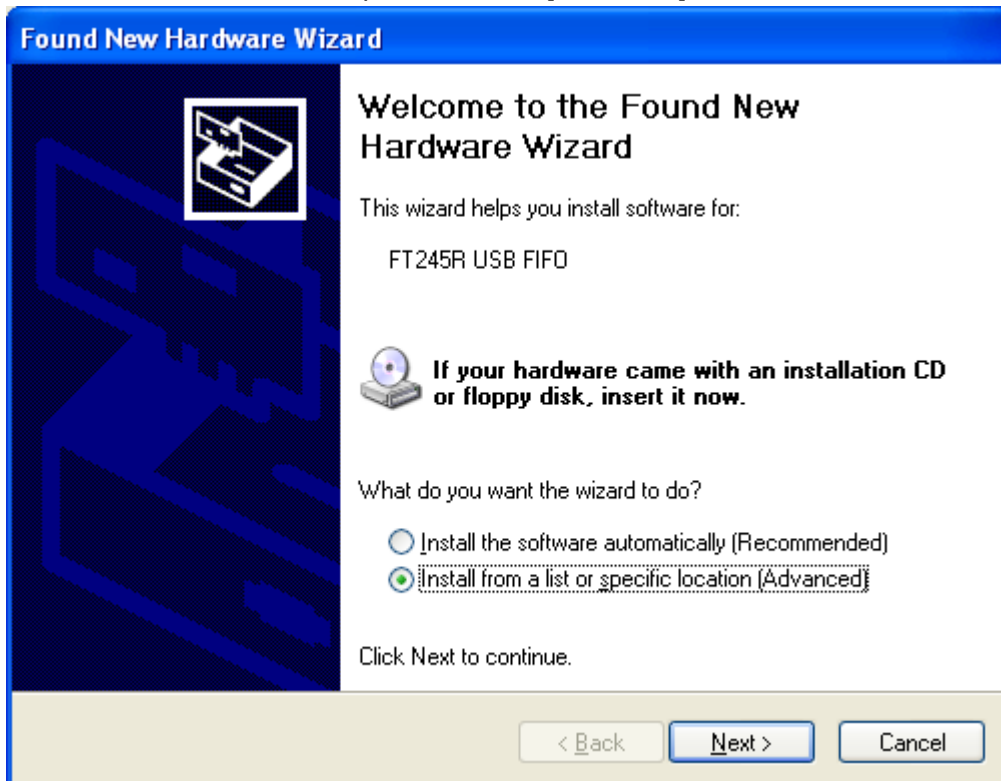 Found New Hardware Wizard
Welcome to the Found New
Hardware Wizard
This wizard helps you install software for:
FT245R USB FIFO
If your hardware came with an installation CD
or floppy disk, insert it now.
What do you want the wizard to do?
Install the software automatically (Recommended)
Install from a list or specific location (Advanced)
Click Next to continue.
< Back
Next >
Cancel